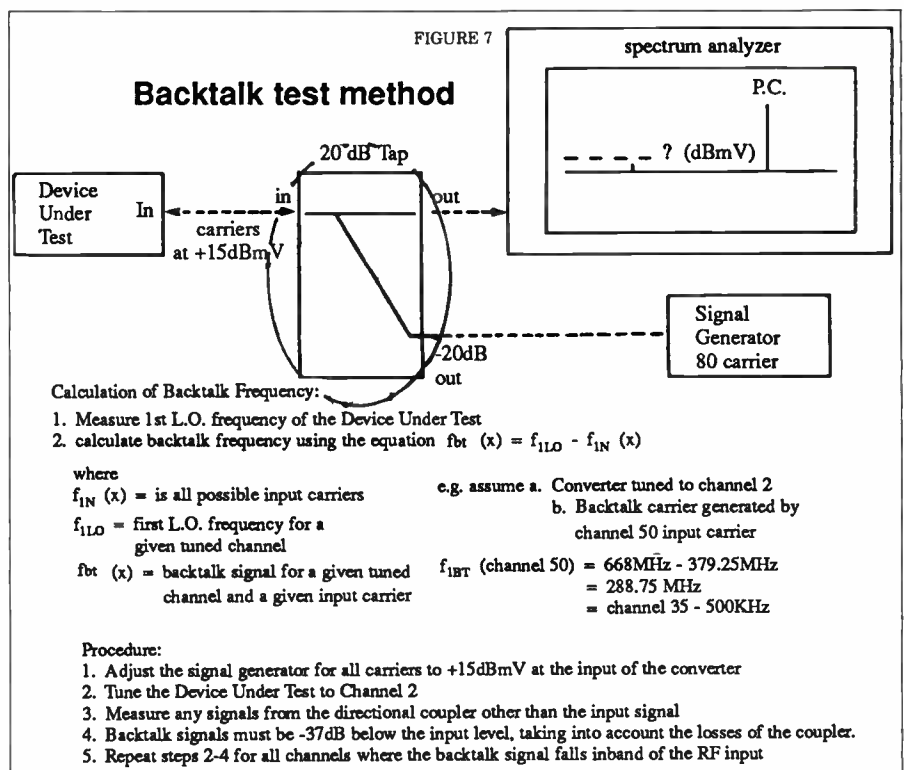 FIGURE 7
spectrum analyzer
Backtalk test method
P.C.
? (dBmV)
20 dB Tap
Device
Under
Test
In
in
out
carriers
at +15dBmV
-20dB
out
Signal
Generator
80 carrier
Calculation of Backtalk Frequency:
1. Measure 1st L.O. frequency of the Device Under Test
2. calculate backtalk frequency using the equation fbt (x) = f1LO - f1N (x)
where
f1N (x) = is all possible input carriers
f1LO = first L.O. frequency for a
given tuned channel
fbt (x) = backtalk signal for a given tuned
channel and a given input carrier
e.g. assume a. Converter tuned to channel 2
b. Backtalk carrier generated by
channel 50 input carrier
f1BT (channel 50) = 668MHz - 379.25MHz
= 288.75 MHz
= channel 35 - 500KHz
Procedure:
1. Adjust the signal generator for all carriers to +15dBmV at the input of the converter
2. Tune the Device Under Test to Channel 2
3. Measure any signals from the directional coupler other than the input signal
4. Backtalk signals must be -37dB below the input level, taking into account the losses of the coupler.
5. Repeat steps 2-4 for all channels where the backtalk signal falls inband of the RF input